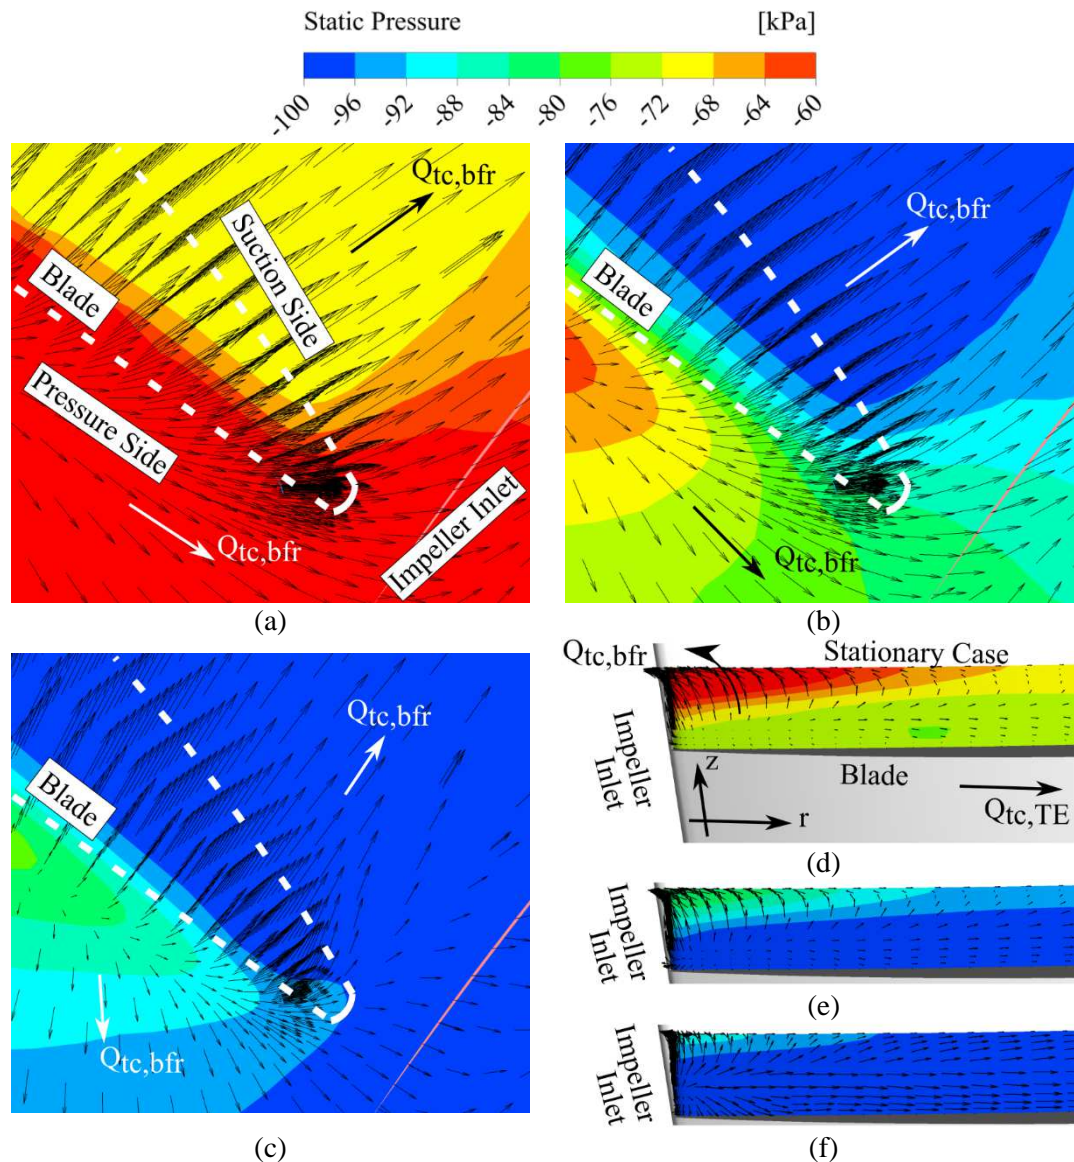 Static Pressure [kPa]
-100 -96 -92 -88 -84 -80 -76 -72 -68 -64 -60
Qtc,bfr
Suction Side
Blade
Pressure Side
Qtc,bfr
Impeller Inlet
(a)
Qtc,bfr
Blade
Qtc,bfr
(b)
Qtc,bfr
Blade
Qtc,bfr
(c)
Qtc,bfr
Stationary Case
Impeller
Inlet
z
Blade
r
Qtc,TE
(d)
Impeller
Inlet
(e)
Impeller
Inlet
(f)